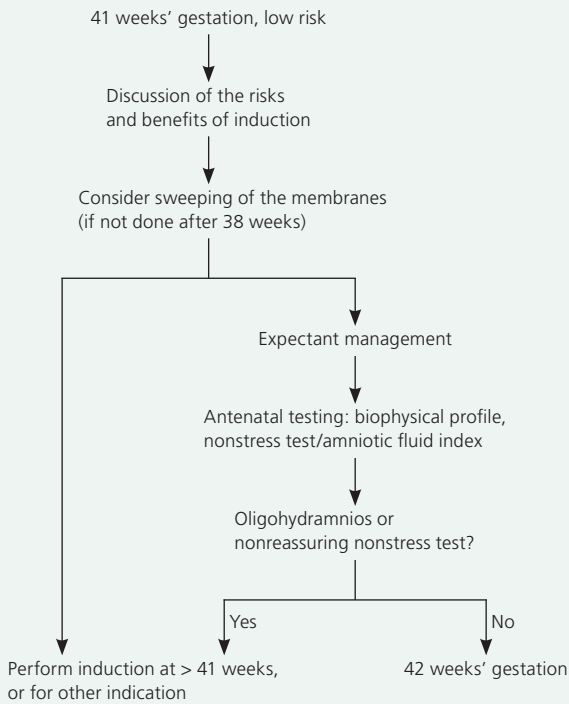 41 weeks’ gestation, low risk
Discussion of the risks
and benefits of induction
Consider sweeping of the membranes
(if not done after 38 weeks)
Expectant management
Antenatal testing: biophysical profile,
nonstress test/amniotic fluid index
Oligohydramnios or
nonreassuring nonstress test?
Yes
No
Perform induction at > 41 weeks,
or for other indication
42 weeks’ gestation